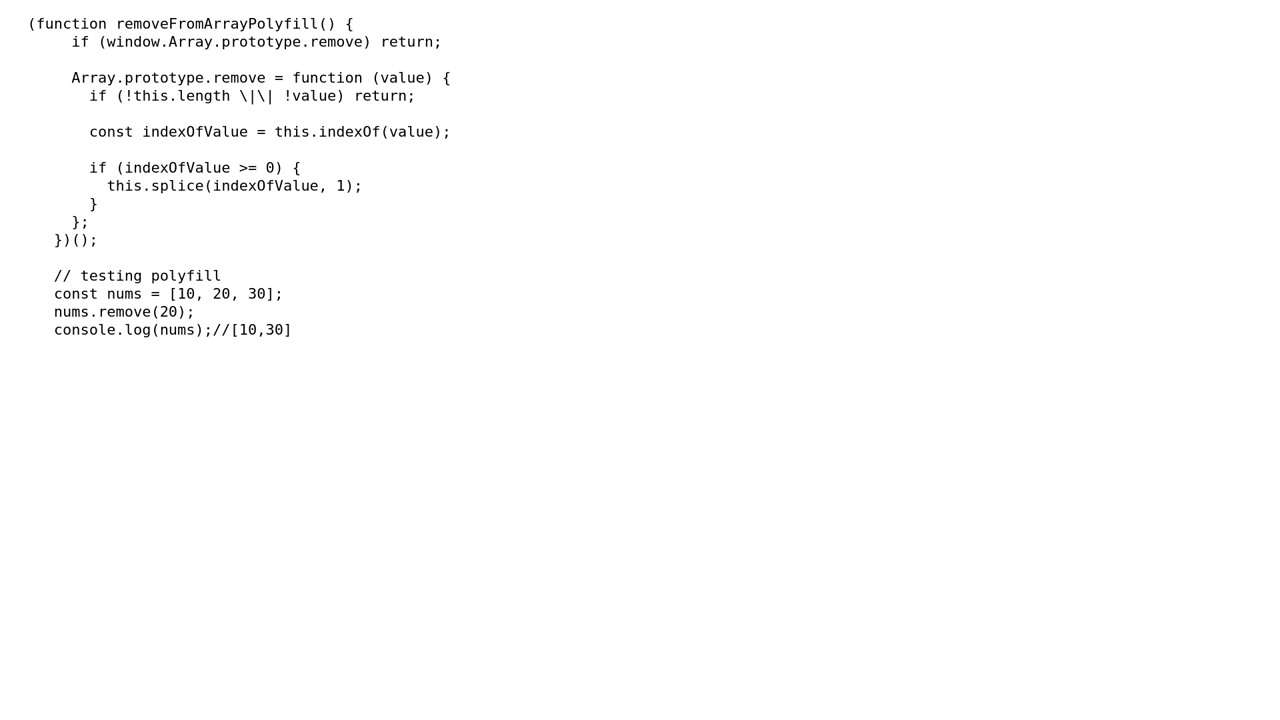 (function removeFromArrayPolyfill() {
     if (window.Array.prototype.remove) return;

     Array.prototype.remove = function (value) {
       if (!this.length \|\| !value) return;

       const indexOfValue = this.indexOf(value);

       if (indexOfValue >= 0) {
         this.splice(indexOfValue, 1);
       }
     };
   })();

   // testing polyfill
   const nums = [10, 20, 30];
   nums.remove(20);
   console.log(nums);//[10,30]